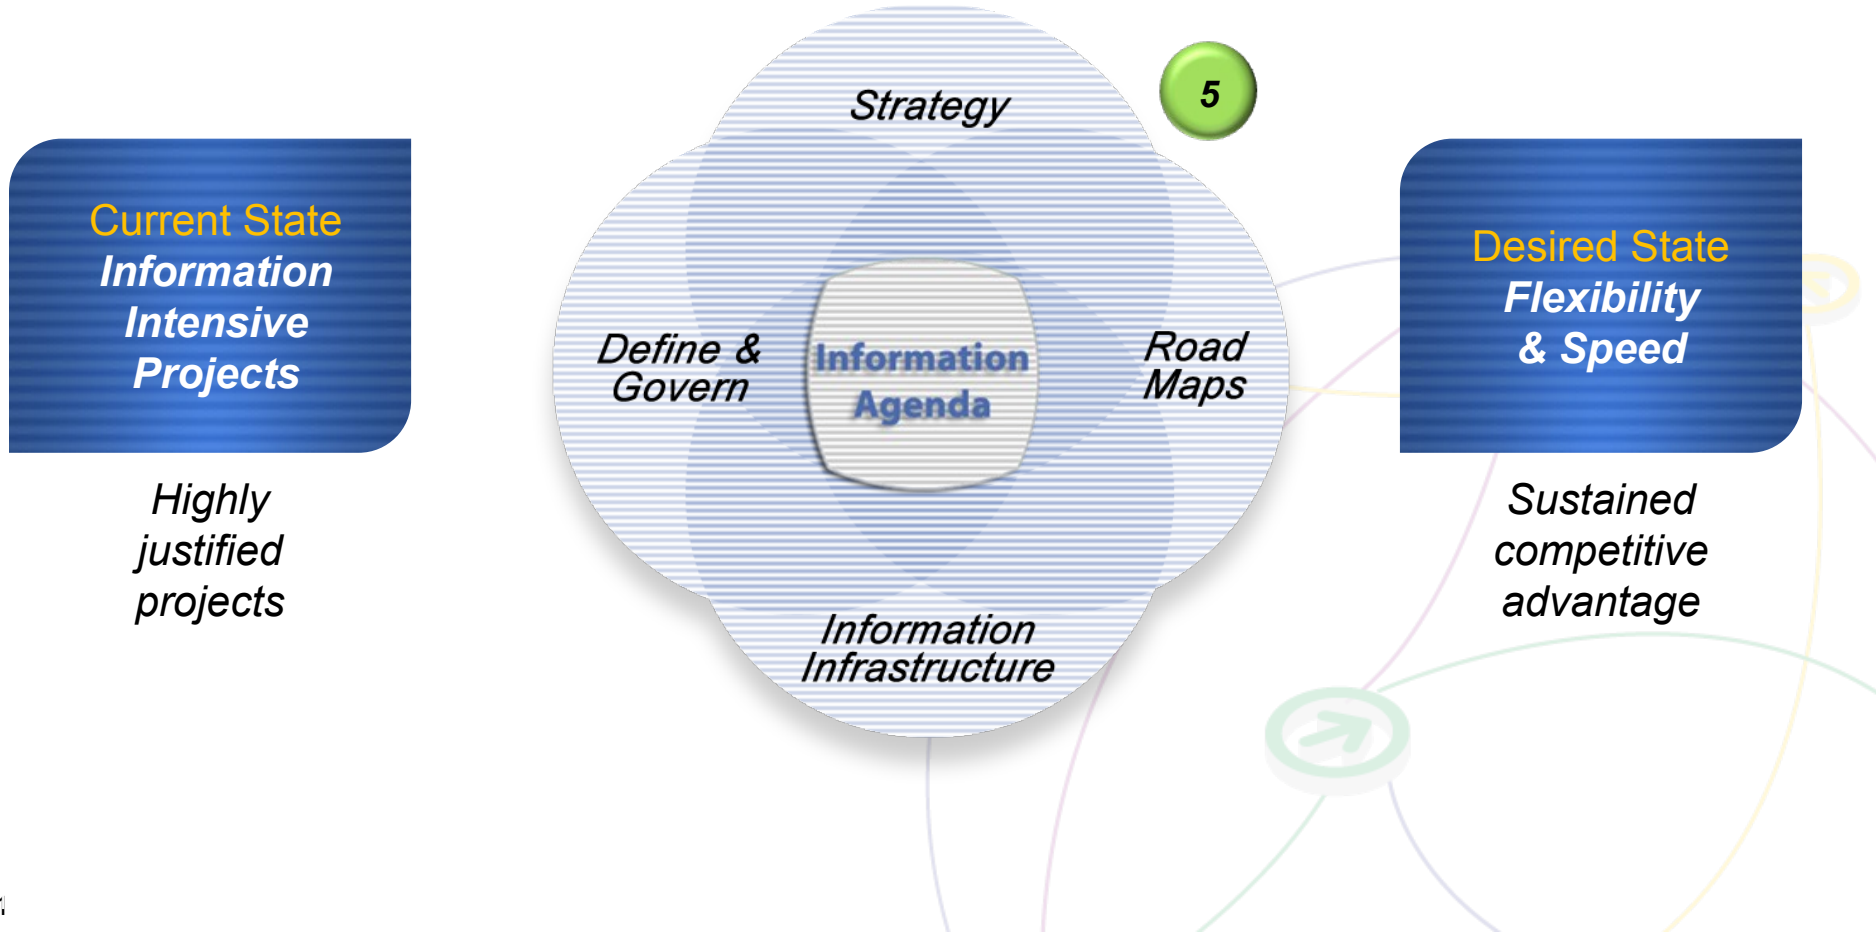 Strategy
5
Current State
Information
Intensive
Projects
Highly
justified
projects
Define &
Govern
Information
Agenda
Road
Maps
Information
Infrastructure
Desired State
Flexibility
& Speed
Sustained
competitive
advantage